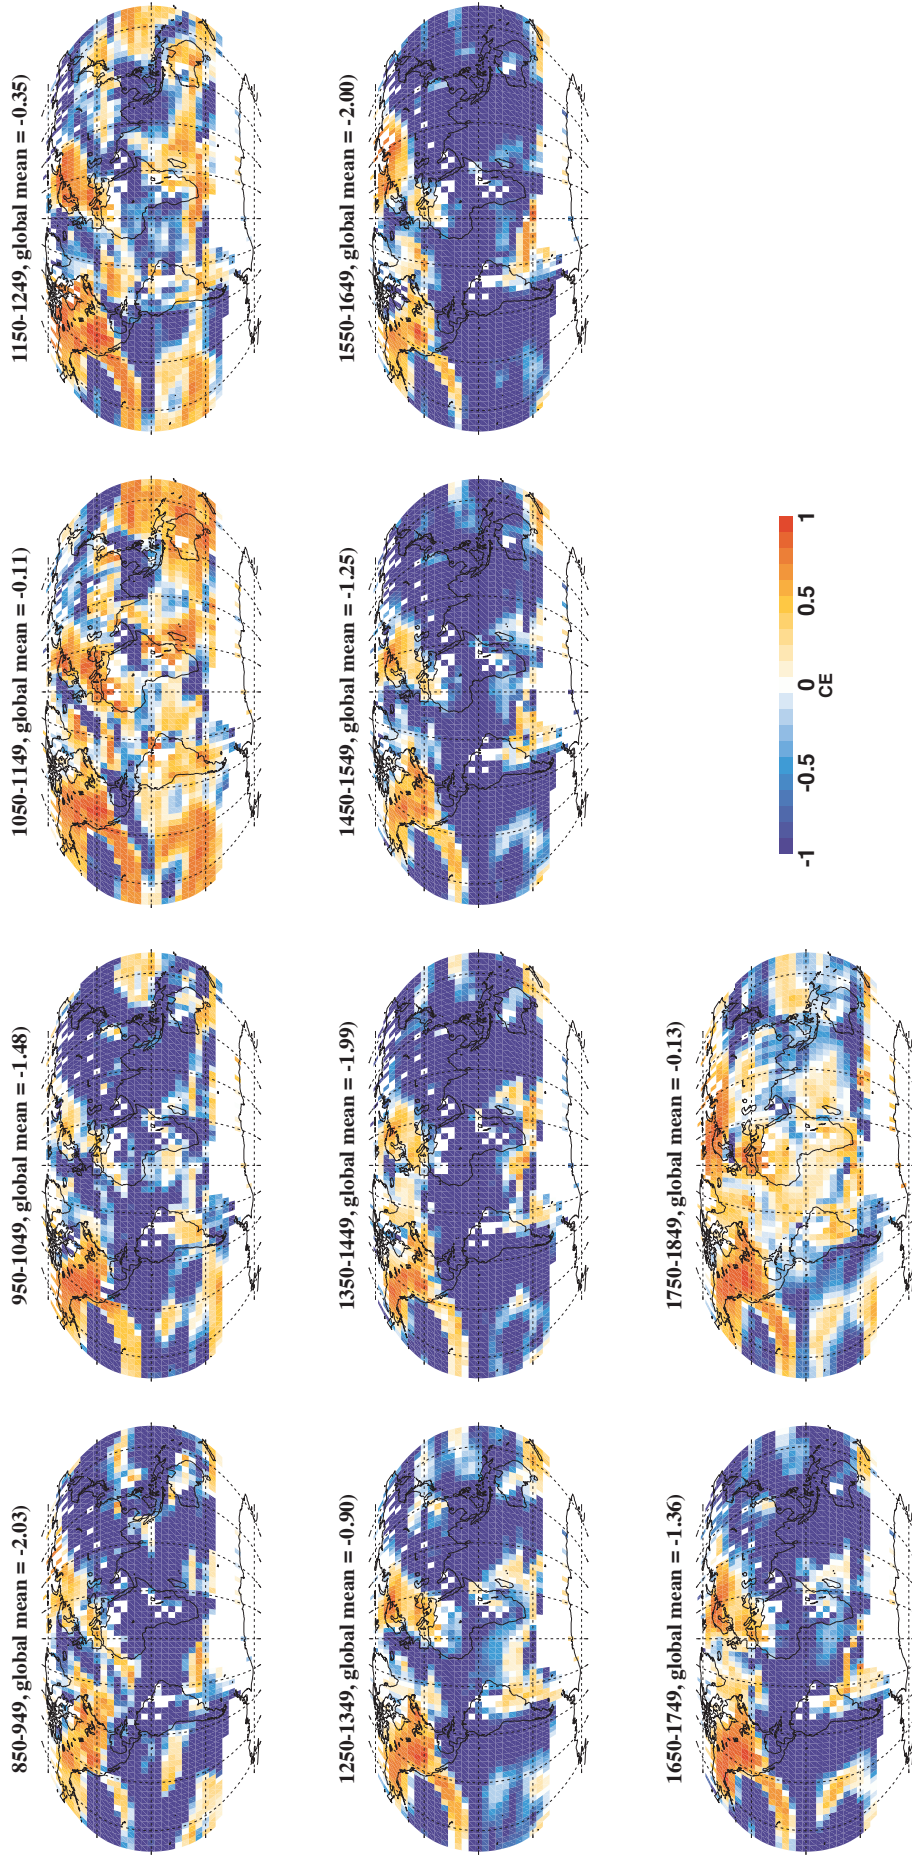 850-949, global mean = -2.03)
950-1049, global mean = -1.48)
1050-1149, global mean = -0.11)
1150-1249, global mean = -0.35)
1250-1349, global mean = -0.90)
1350-1449, global mean = -1.99)
1450-1549, global mean = -1.25)
1550-1649, global mean = -2.00)
1650-1749, global mean = -1.36)
1750-1849, global mean = -0.13)
-1 -0.5 0 0.5 1
CE